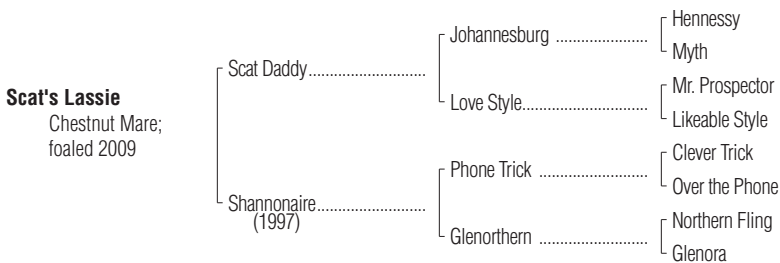 Hennessy
Johannesburg ........................
Myth
Scat Daddy..............................
Mr. Prospector
Love Style................................
Likeable Style
Scat's Lassie
Chestnut Mare;
foaled 2009
Clever Trick
Phone Trick ............................
Over the Phone
Shannonaire............................
(1997)
Northern Fling
Glenorthern ............................
Glenora